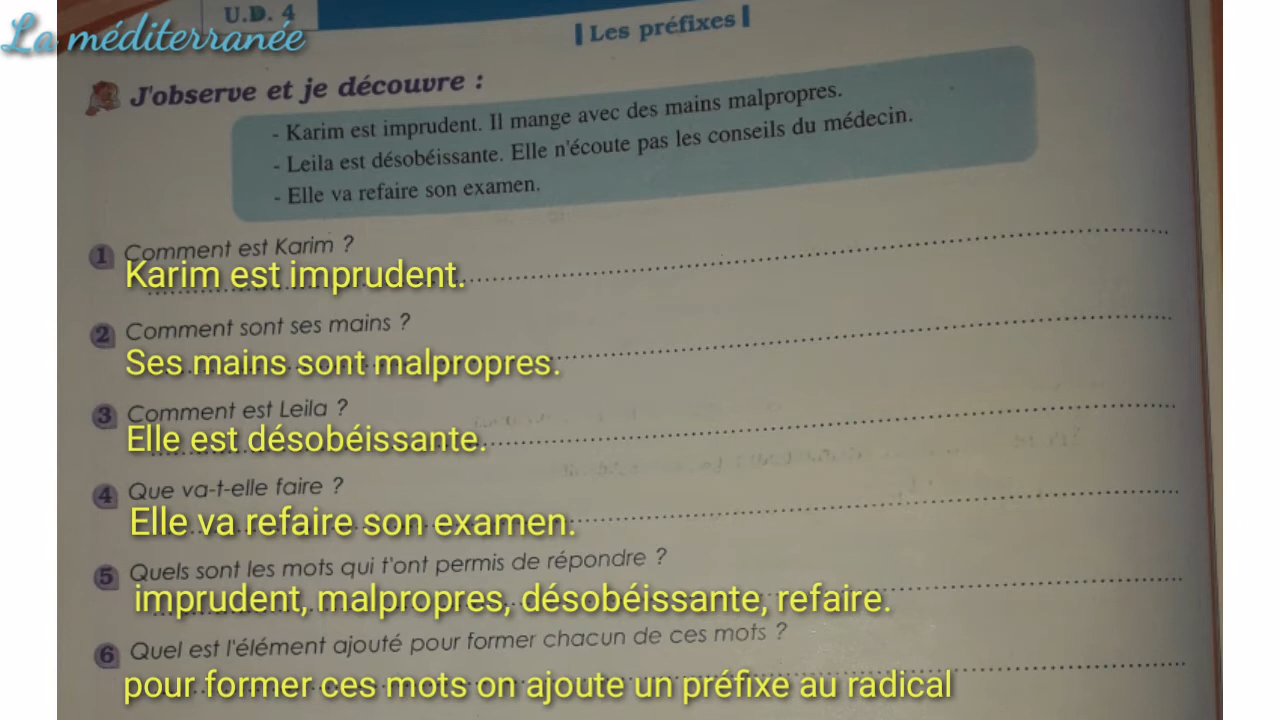 U.D. 4
La méditerranée
Les préfixes
J'observe et je découvre :
- Karim est imprudent. Il mange avec des mains malpropres.
- Leila est désobéissante. Elle n'écoute pas les conseils du médecin.
- Elle va refaire son examen.
1 Comment est Karim ?
Karim est imprudent.
2 Comment sont ses mains ?
Ses mains sont malpropres.
3 Comment est Leila ?
Elle est désobéissante.
4 Que va-t-elle faire ?
Elle va refaire son examen.
5 Quels sont les mots qui t'ont permis de répondre ?
imprudent, malpropres, désobéissante, refaire.
6 Quel est l'élément ajouté pour former chacun de ces mots ?
pour former ces mots on ajoute un préfixe au radical